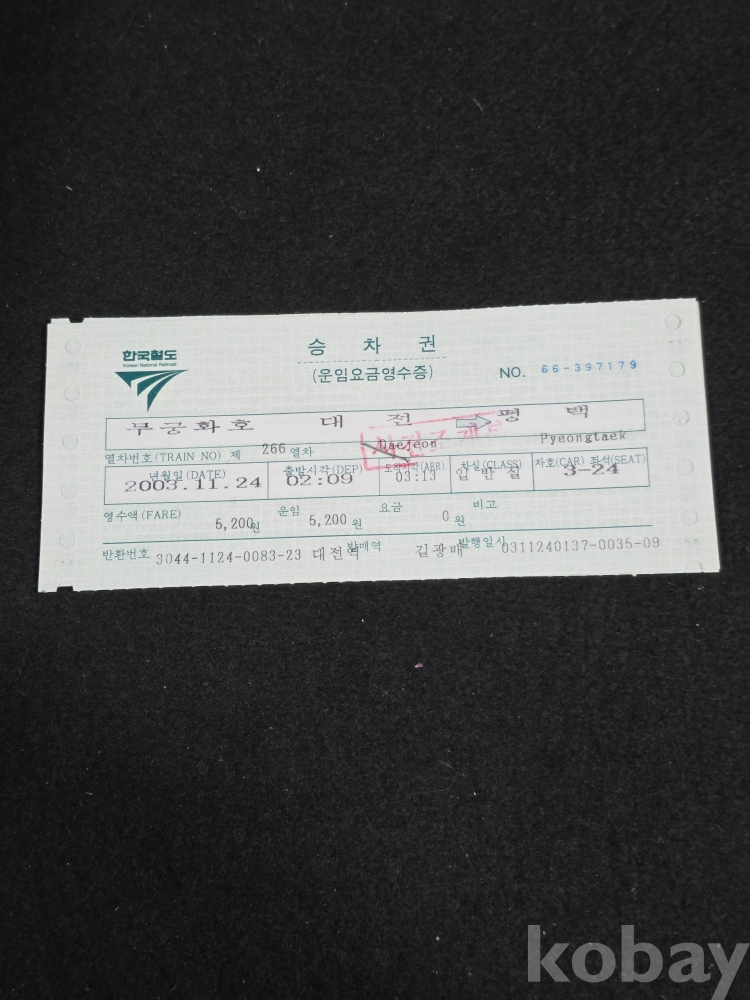 한국철도
Korean National Railroad
승 차 권
(운임요금영수증)
NO. 66-397179
무궁화호 대 전 평 택
열차번호(TRAIN NO) 제 266 열차 Daejeon Pyeongtaek
년월일(DATE) 출발시각(DEP) 도착시각(ARR) 차실(CLASS) 차호(CAR) 좌석(SEAT)
2003.11.24 02:09 03:13 일 반 실 3-24
영수액(FARE) 5,200원 운임 5,200 원 요금 0 원 비고
반환번호 3044-1124-0083-23 대전역 발매역 길광매 발행일시 0311240137-0035-09
kobay